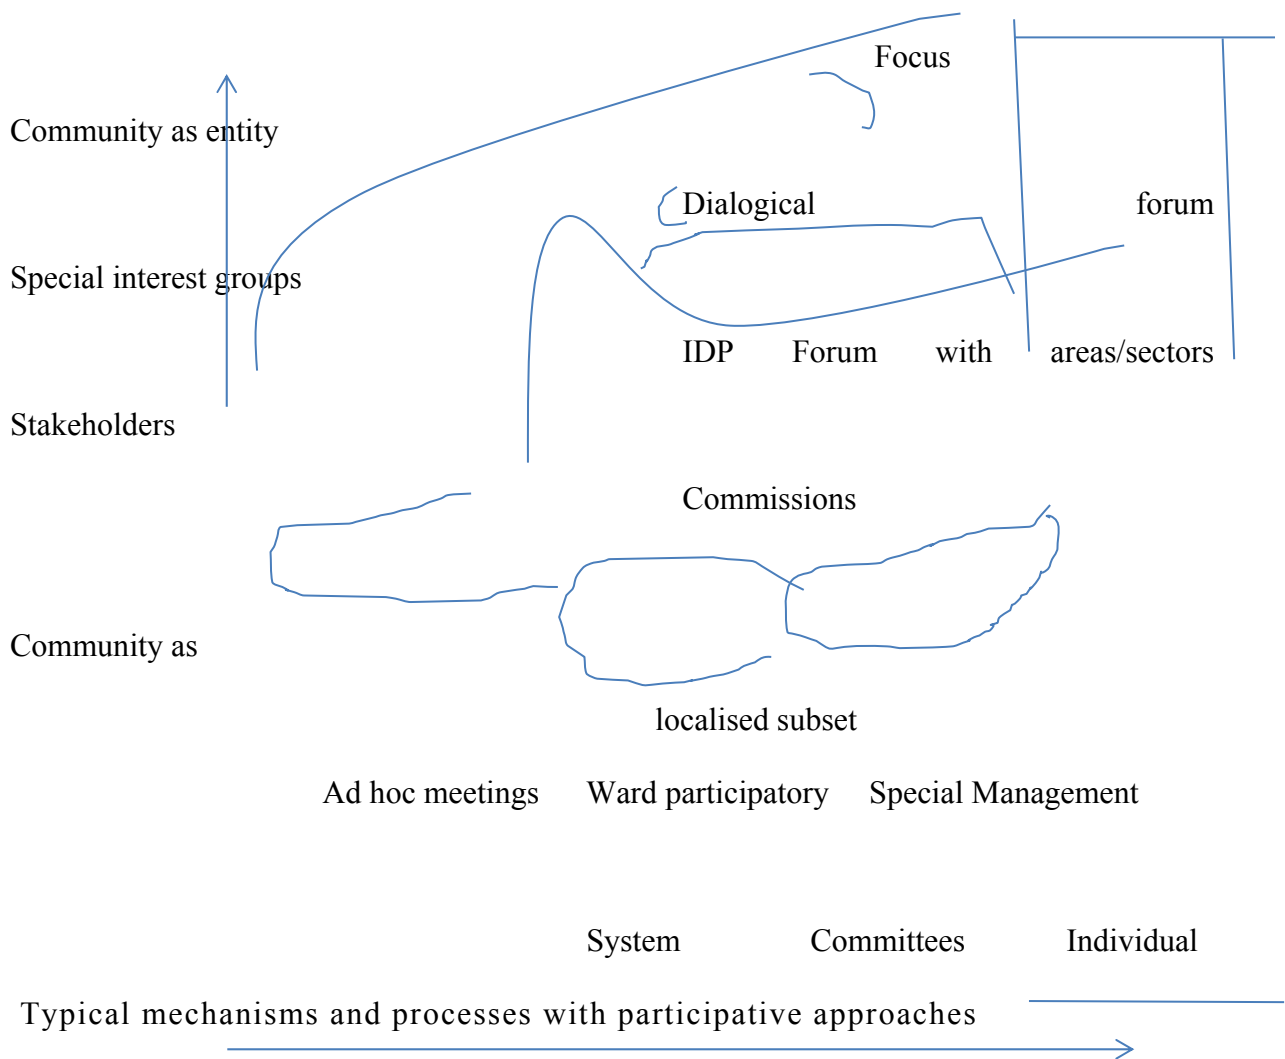 Focus
Community as entity
Dialogical forum
Special interest groups
IDP Forum with areas/sectors
Stakeholders
Commissions
Community as
localised subset
Ad hoc meetings Ward participatory Special Management
System Committees Individual
Typical mechanisms and processes with participative approaches